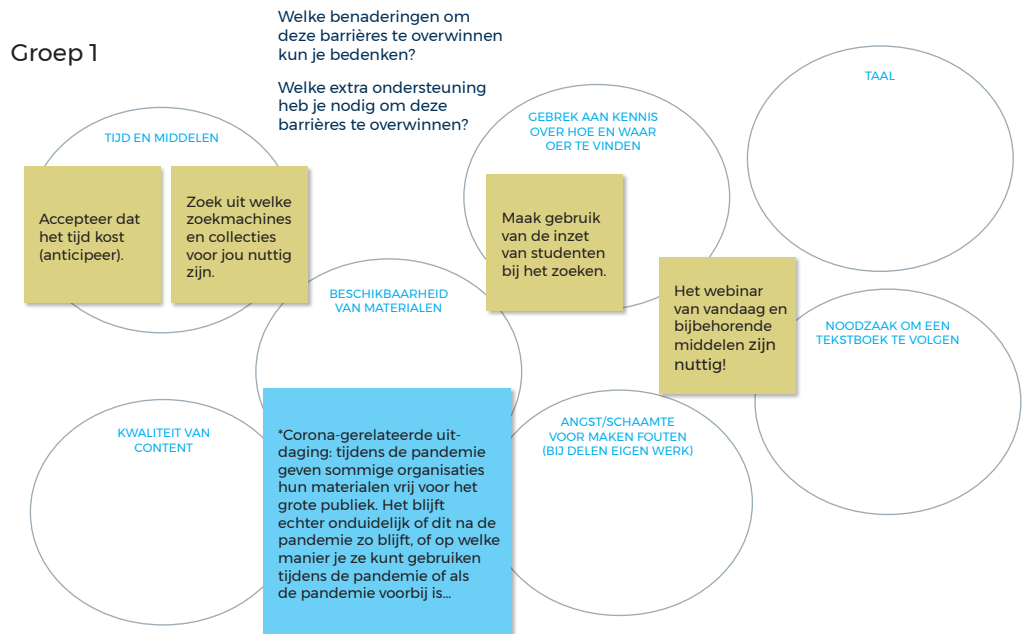 Groep 1
Welke benaderingen om
deze barrières te overwinnen
kun je bedenken?
Welke extra ondersteuning
heb je nodig om deze
barrières te overwinnen?
TIJD EN MIDDELEN
Accepteer dat
het tijd kost
(anticipeer).
Zoek uit welke
zoekmachines
en collecties
voor jou nuttig
zijn.
GEBREK AAN KENNIS
OVER HOE EN WAAR
OER TE VINDEN
Maak gebruik
van de inzet
van studenten
bij het zoeken.
TAAL
BESCHIKBAARHEID
VAN MATERIALEN
Het webinar
van vandaag en
bijbehorende
middelen zijn
nuttig!
NOODZAAK OM EEN
TEKSTBOEK TE VOLGEN
KWALITEIT VAN
CONTENT
*Corona-gerelateerde uit-
daging: tijdens de pandemie
geven sommige organisaties
hun materialen vrij voor het
grote publiek. Het blijft
echter onduidelijk of dit na de
pandemie zo blijft, of op welke
manier je ze kunt gebruiken
tijdens de pandemie of als
de pandemie voorbij is...
ANGST/SCHAAMTE
VOOR MAKEN FOUTEN
(BIJ DELEN EIGEN WERK)